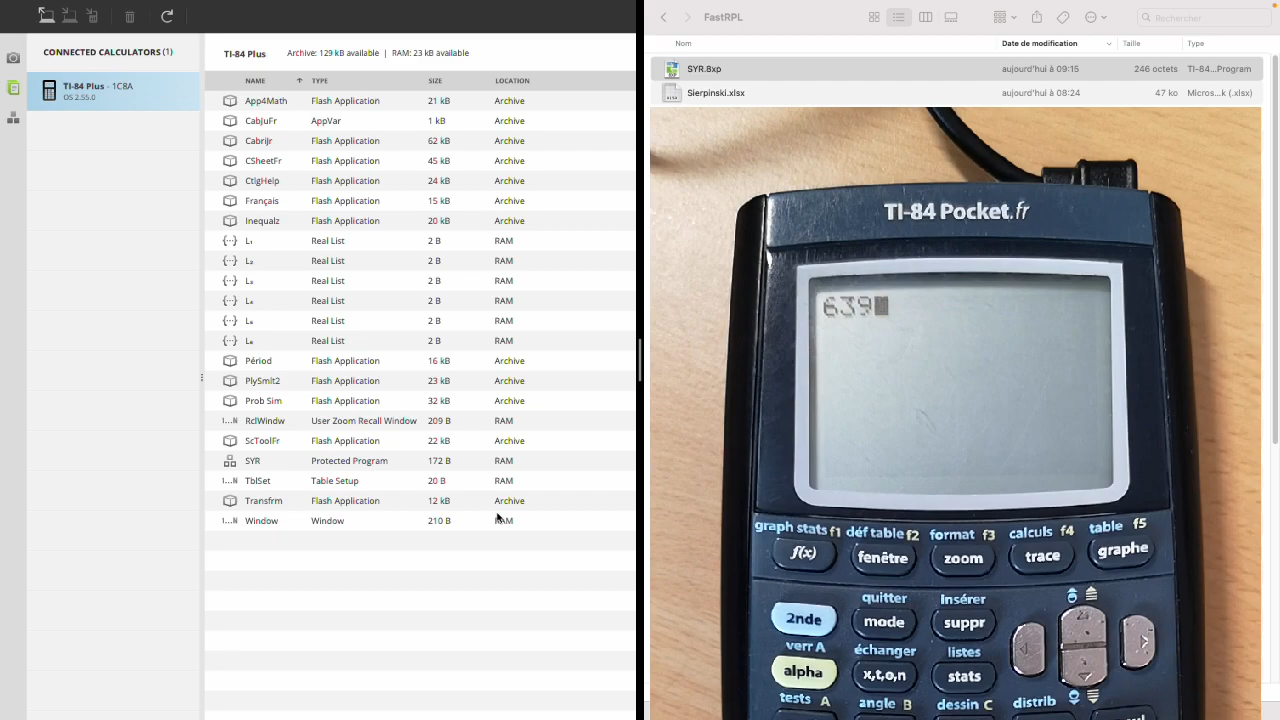 CONNECTED CALCULATORS (1)
TI-84 Plus - 1C8A
OS 2.55.0
TI-84 Plus Archive: 129 kB available | RAM: 23 kB available
NAME TYPE SIZE LOCATION
App4Math Flash Application 21 kB Archive
CabJuFr AppVar 1 kB Archive
CabriJr Flash Application 62 kB Archive
CSheetFr Flash Application 45 kB Archive
CtlgHelp Flash Application 24 kB Archive
Français Flash Application 15 kB Archive
Inequalz Flash Application 20 kB Archive
L₁ Real List 2 B RAM
L₂ Real List 2 B RAM
L₃ Real List 2 B RAM
L₄ Real List 2 B RAM
Real List 2 B RAM
L₆ Real List 2 B RAM
Périod Flash Application 16 kB Archive
PlySmlt2 Flash Application 23 kB Archive
Prob Sim Flash Application 32 kB Archive
RclWindw User Zoom Recall Window 209 B RAM
ScToolFr Flash Application 22 kB Archive
SYR Protected Program 172 B RAM
TblSet Table Setup 20 B RAM
Transfrm Flash Application 12 kB Archive
Window Window 210 B RAM
FastRPL
Rechercher
Nom Date de modification Taille Type
SYR.8xp aujourd'hui à 09:15 246 octets TI-84...Program
Sierpinski.xlsx aujourd'hui à 08:24 47 ko Micros...k (.xlsx)
TI-84 Pocket.fr
639
graph stats f1 déf table f2 format f3 calculs f4 table f5
f(x) fenêtre zoom trace graphe
quitter Insérer
2nde mode suppr
verr A échanger listes
alpha x,t,θ,n stats
tests A angle B dessin C distrib